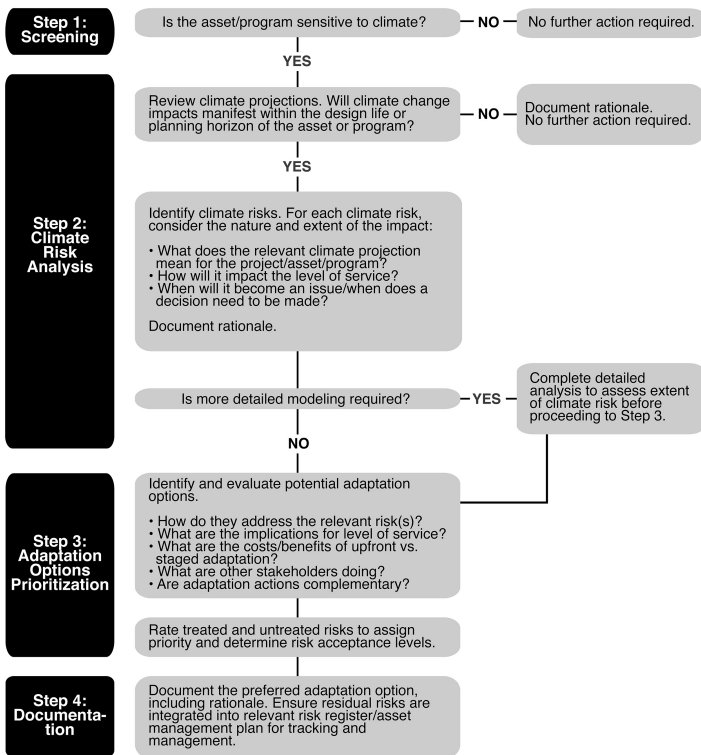 Step 1:
Screening
Is the asset/program sensitive to climate?
NO
No further action required.
YES
Step 2:
Climate
Risk
Analysis
Review climate projections. Will climate change
impacts manifest within the design life or
planning horizon of the asset or program?
NO
Document rationale.
No further action required.
YES
Identify climate risks. For each climate risk,
consider the nature and extent of the impact:
• What does the relevant climate projection
mean for the project/asset/program?
• How will it impact the level of service?
• When will it become an issue/when does a
decision need to be made?
Document rationale.
Is more detailed modeling required?
YES
Complete detailed
analysis to assess extent
of climate risk before
proceeding to Step 3.
NO
Step 3:
Adaptation
Options
Prioritization
Identify and evaluate potential adaptation
options.
• How do they address the relevant risk(s)?
• What are the implications for level of service?
• What are the costs/benefits of upfront vs.
staged adaptation?
• What are other stakeholders doing?
• Are adaptation actions complementary?
Rate treated and untreated risks to assign
priority and determine risk acceptance levels.
Step 4:
Documenta-
tion
Document the preferred adaptation option,
including rationale. Ensure residual risks are
integrated into relevant risk register/asset
management plan for tracking and
management.